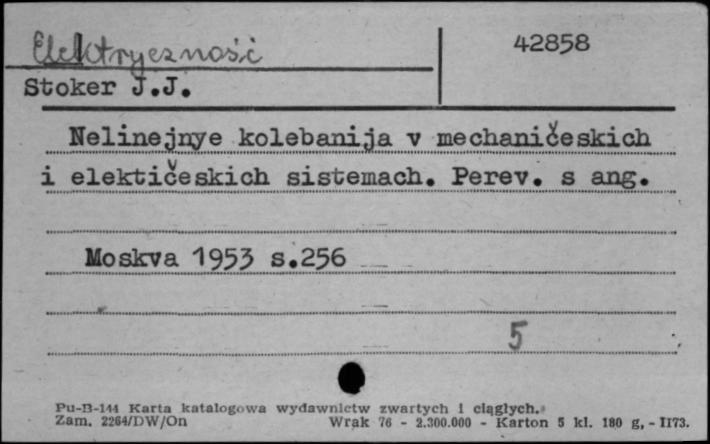 Elektryczność
42858
Stoker J.J.
Nelinejnye kolebanija v mechaničeskich
i elektičeskich sistemach. Perev. s ang.
Moskva 1953 s.256
5
Pu-B-144 Karta katalogowa wydawnictw zwartych i ciągłych.
Zam. 2264/DW/On Wrak 76 - 2.300.000 - Karton 5 kl. 180 g, - II73.